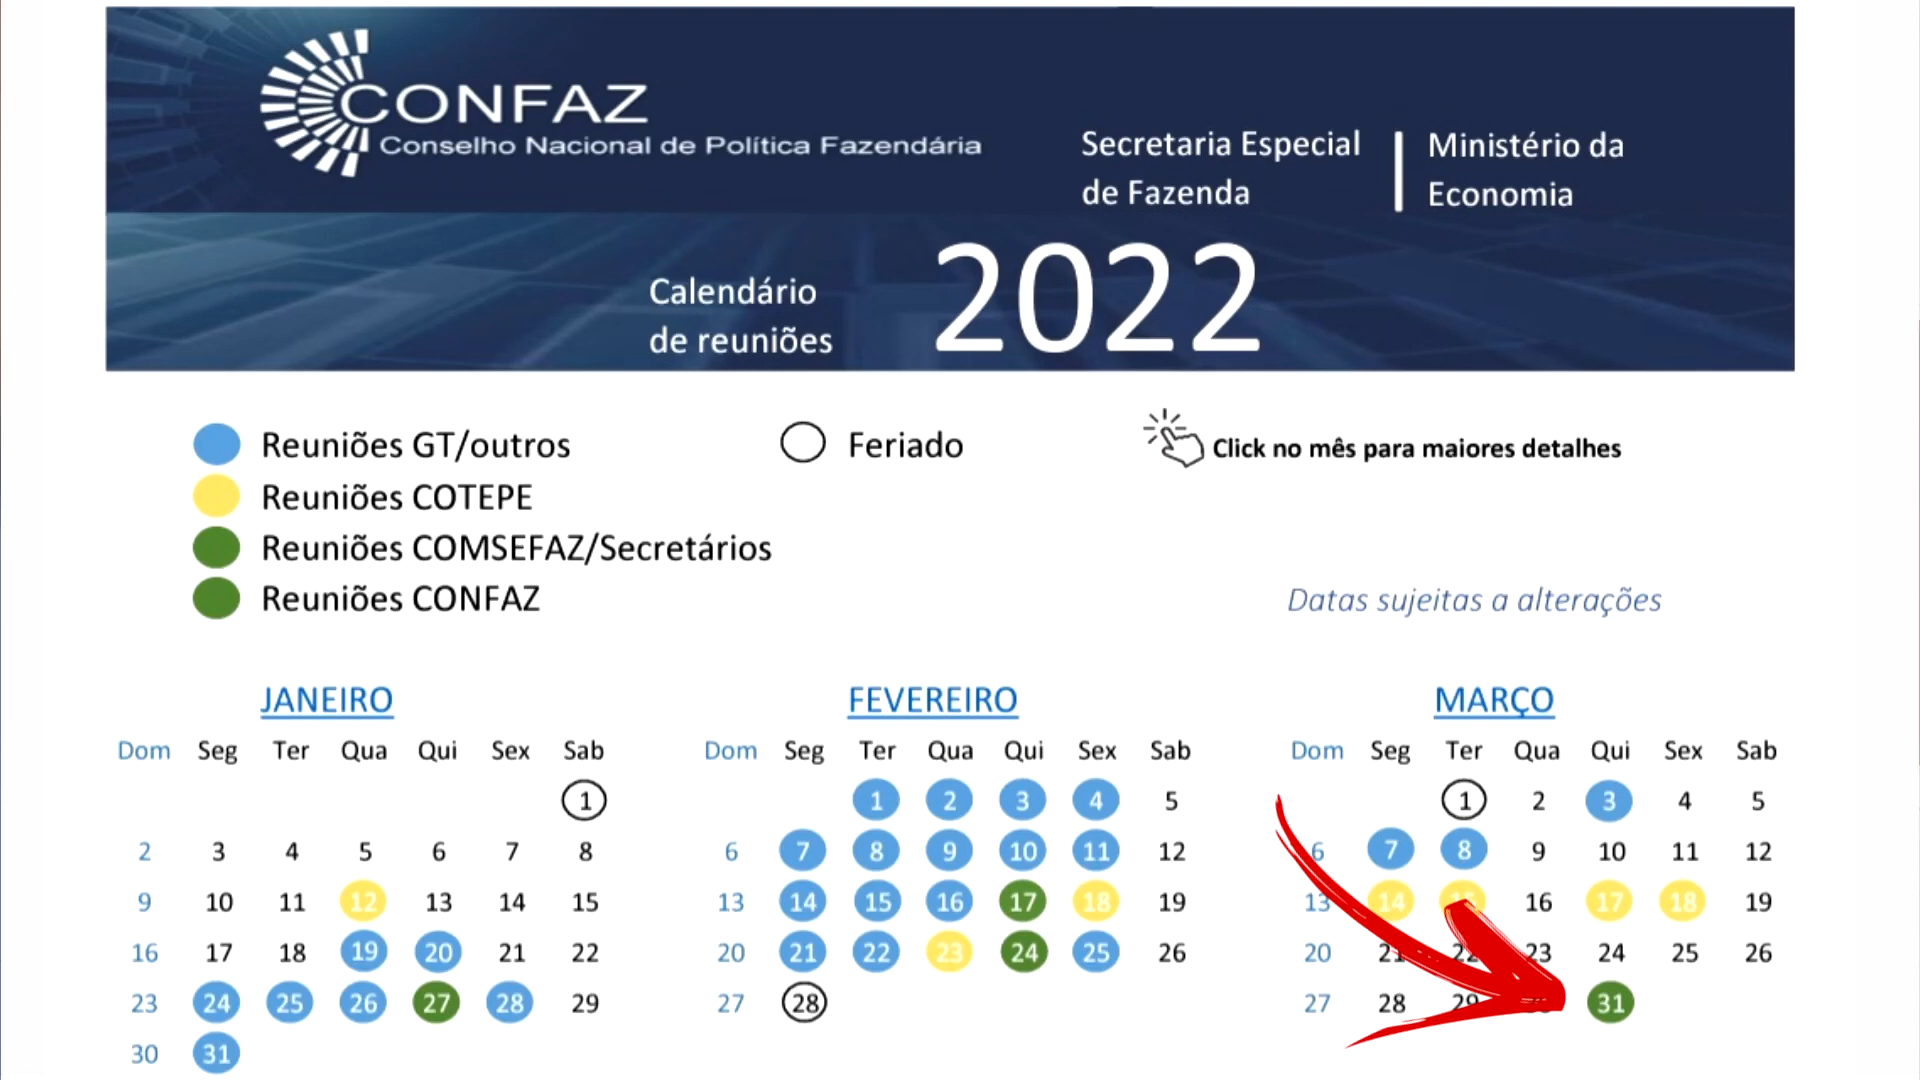 CONFAZ
Conselho Nacional de Política Fazendária
Secretaria Especial
de Fazenda
Ministério da
Economia
Calendário
de reuniões
2022
Reuniões GT/outros
Feriado
Click no mês para maiores detalhes
Reuniões COTEPE
Reuniões COMSEFAZ/Secretários
Reuniões CONFAZ
Datas sujeitas a alterações
JANEIRO
Dom Seg Ter Qua Qui Sex Sab
1
2 3 4 5 6 7 8
9 10 11 12 13 14 15
16 17 18 19 20 21 22
23 24 25 26 27 28 29
30 31
FEVEREIRO
Dom Seg Ter Qua Qui Sex Sab
1 2 3 4 5
6 7 8 9 10 11 12
13 14 15 16 17 18 19
20 21 22 23 24 25 26
27 28
MARÇO
Dom Seg Ter Qua Qui Sex Sab
1 2 3 4 5
6 7 8 9 10 11 12
13 14 15 16 17 18 19
20 21 22 23 24 25 26
27 28 29 31